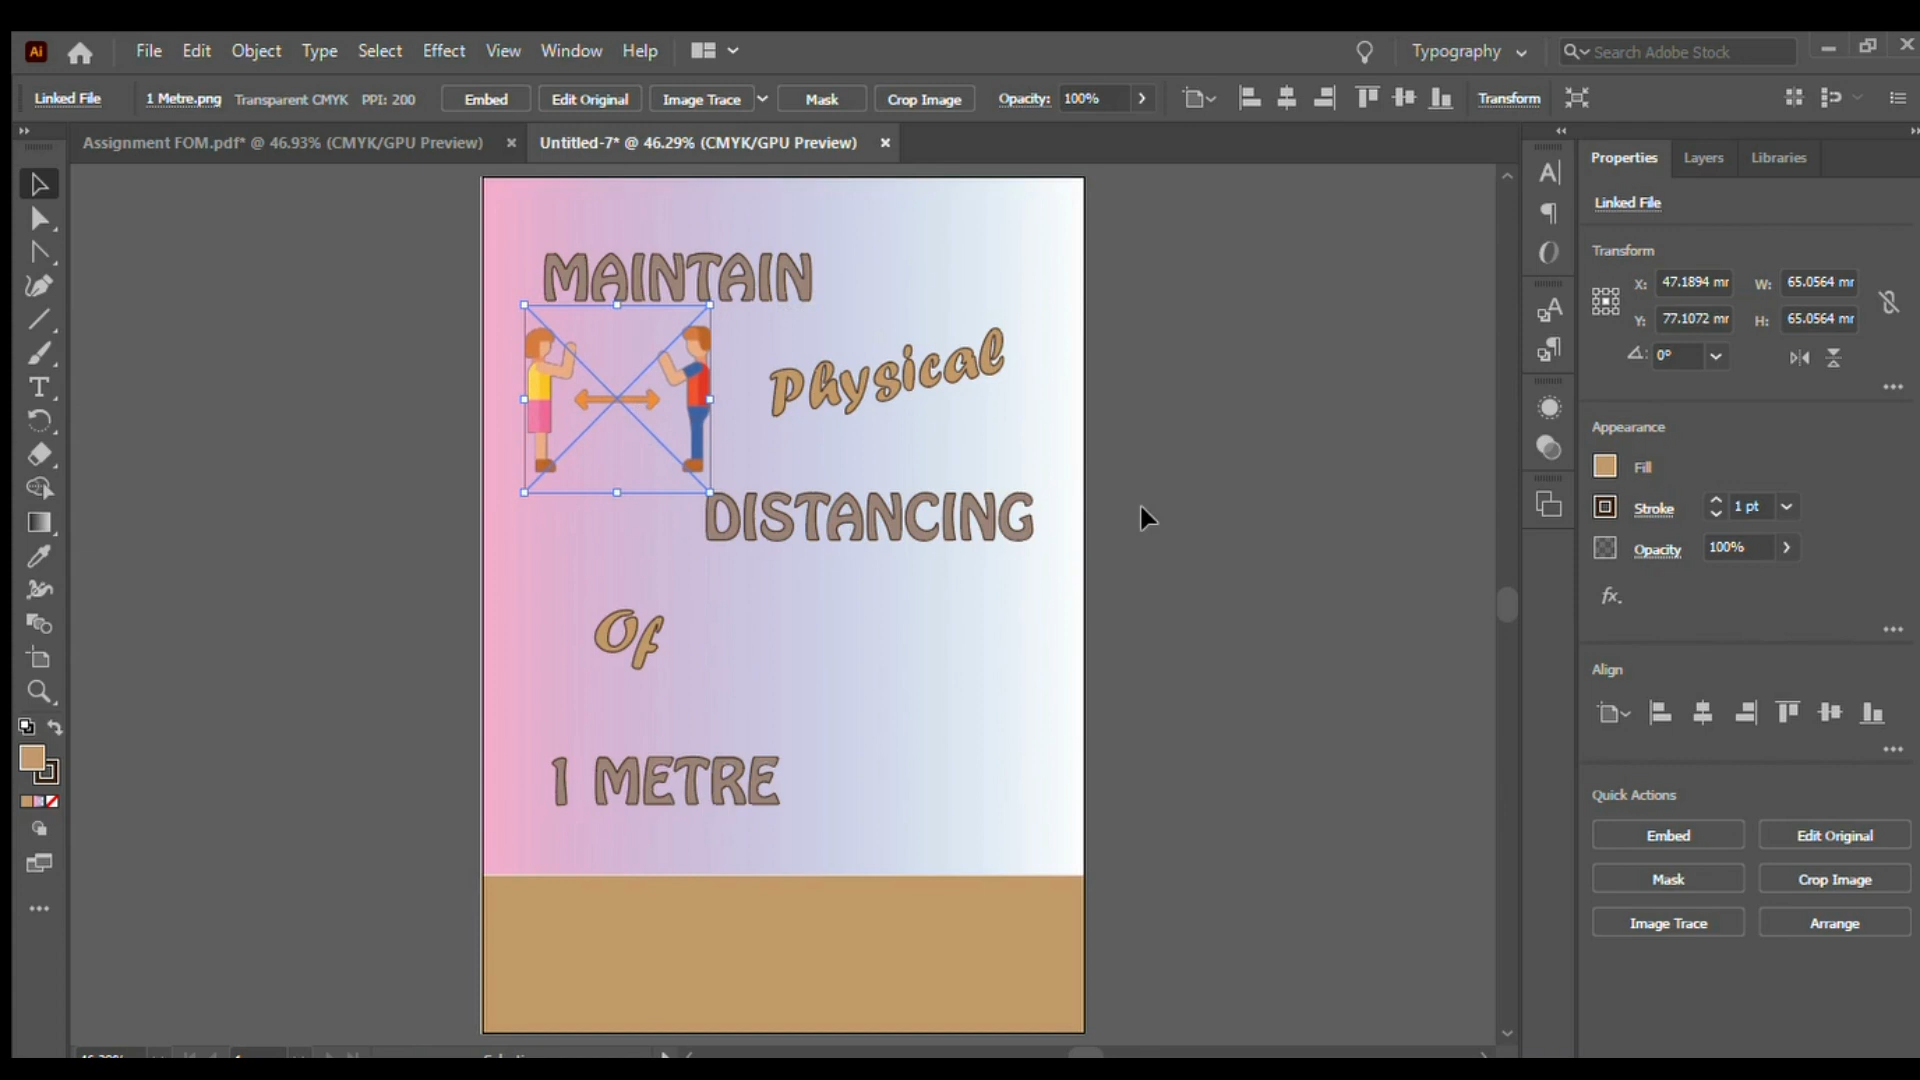 Ai File Edit Object Type Select Effect View Window Help Typography Search Adobe Stock
Linked File 1 Metre.png Transparent CMYK PPI: 200 Embed Edit Original Image Trace Mask Crop Image Opacity: 100% Transform
Assignment FOM.pdf* @ 46.93% (CMYK/GPU Preview) × Untitled-7* @ 46.29% (CMYK/GPU Preview) ×
Properties Layers Libraries
Linked File
Transform
X: 47.1894 mr W: 65.0564 mr
Y: 77.1072 mr H: 65.0564 mr
0°
Appearance
Fill
Stroke 1 pt
Opacity 100%
fx.
Align
Quick Actions
Embed Edit Original
Mask Crop Image
Image Trace Arrange
MAINTAIN
Physical
DISTANCING
Of
1 METRE